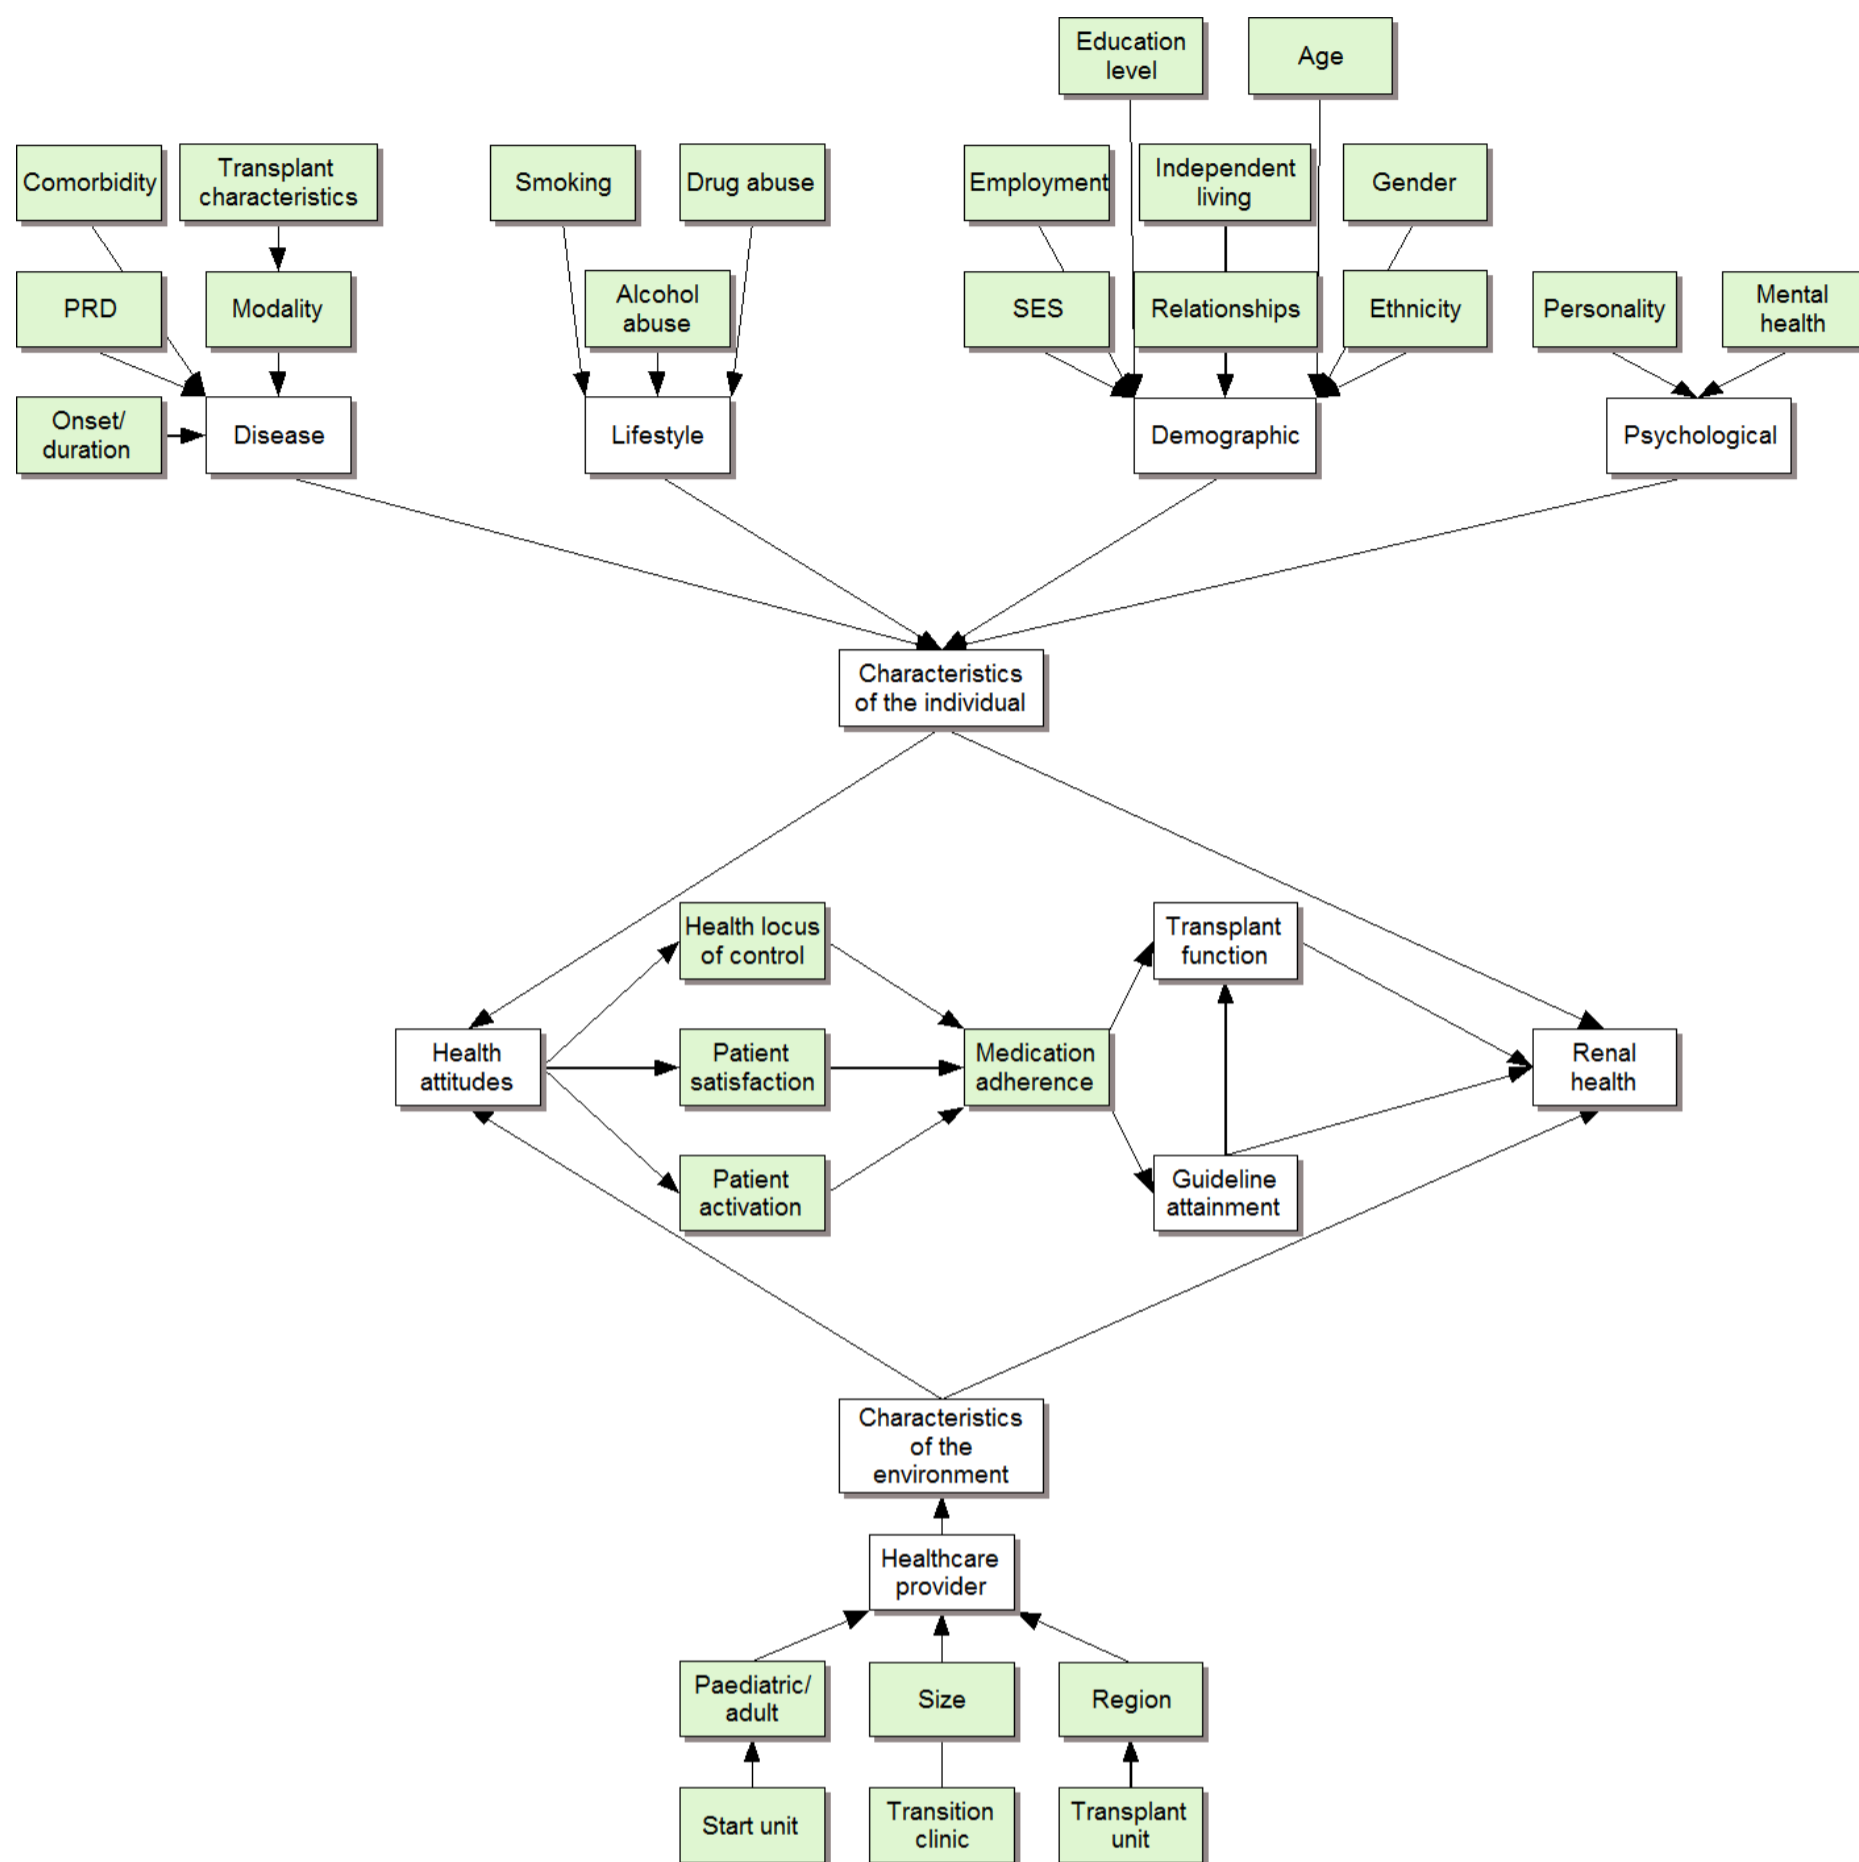 Education
level
Age
Comorbidity
Transplant
characteristics
Smoking
Drug abuse
Employment
Independent
living
Gender
PRD
Modality
Alcohol
abuse
SES
Relationships
Ethnicity
Personality
Mental
health
Onset/
duration
Disease
Lifestyle
Demographic
Psychological
Characteristics
of the individual
Health locus
of control
Transplant
function
Health
attitudes
Patient
satisfaction
Medication
adherence
Renal
health
Patient
activation
Guideline
attainment
Characteristics
of the
environment
Healthcare
provider
Paediatric/
adult
Size
Region
Start unit
Transition
clinic
Transplant
unit